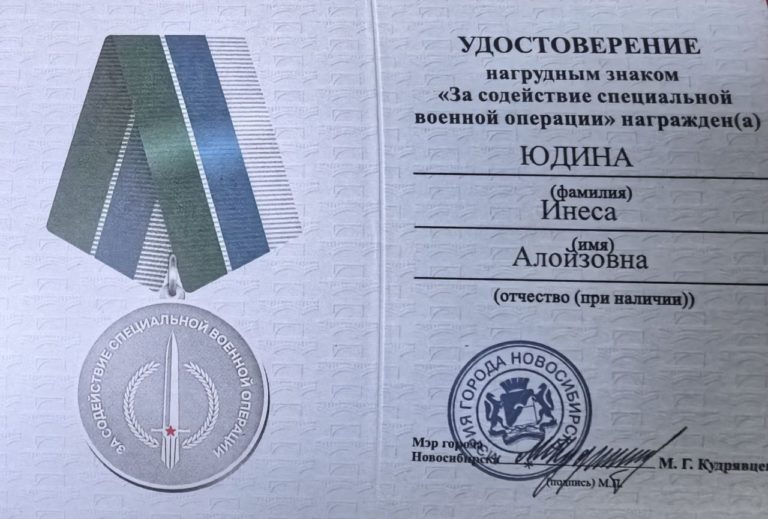 ЗА СОДЕЙСТВИЕ СПЕЦИАЛЬНОЙ ВОЕННОЙ ОПЕРАЦИИ
УДОСТОВЕРЕНИЕ
нагрудным знаком
«За содействие специальной
военной операции» награжден(а)
ЮДИНА
(фамилия)
Инеса
(имя)
Алойзовна
(отчество (при наличии))
ГОРОДА НОВОСИБИРСКА
Мэр города
Новосибирска
М. Г. Кудрявцев
(подпись) М.П.